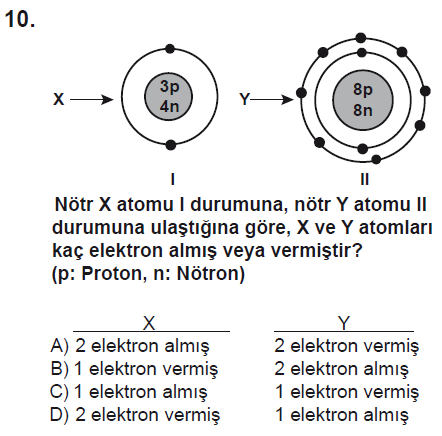 10.
X
3p
4n
Y
8p
8n
I
II
Nötr X atomu I durumuna, nötr Y atomu II
durumuna ulaştığına göre, X ve Y atomları
kaç elektron almış veya vermiştir?
(p: Proton, n: Nötron)
X Y
A) 2 elektron almış 2 elektron vermiş
B) 1 elektron vermiş 2 elektron almış
C) 1 elektron almış 1 elektron vermiş
D) 2 elektron vermiş 1 elektron almış